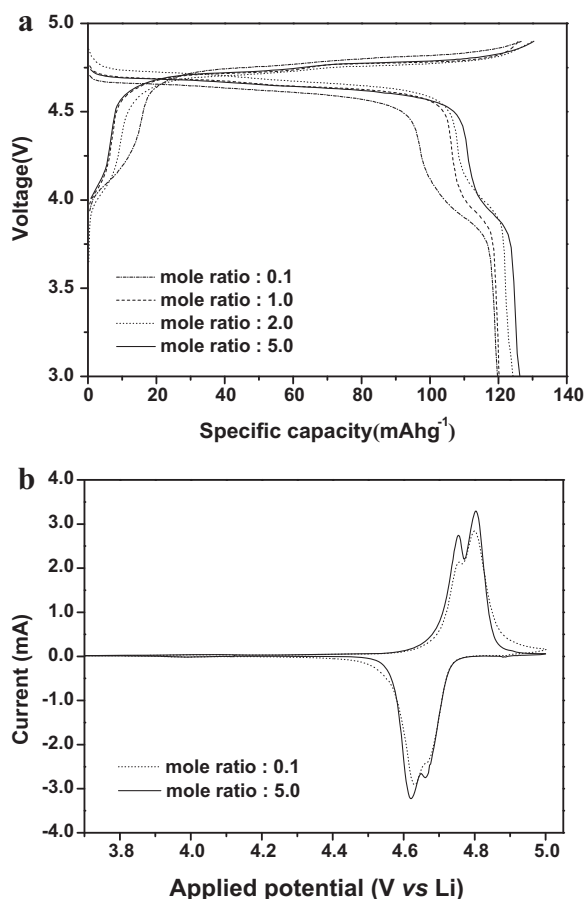 a
5.0
4.5
4.0
3.5
3.0
Voltage(V)
mole ratio : 0.1
mole ratio : 1.0
mole ratio : 2.0
mole ratio : 5.0
0 20 40 60 80 100 120 140
Specific capacity(mAhg-1)
b
4.0
3.0
2.0
1.0
0.0
-1.0
-2.0
-3.0
-4.0
Current (mA)
mole ratio : 0.1
mole ratio : 5.0
3.8 4.0 4.2 4.4 4.6 4.8 5.0
Applied potential (V vs Li)